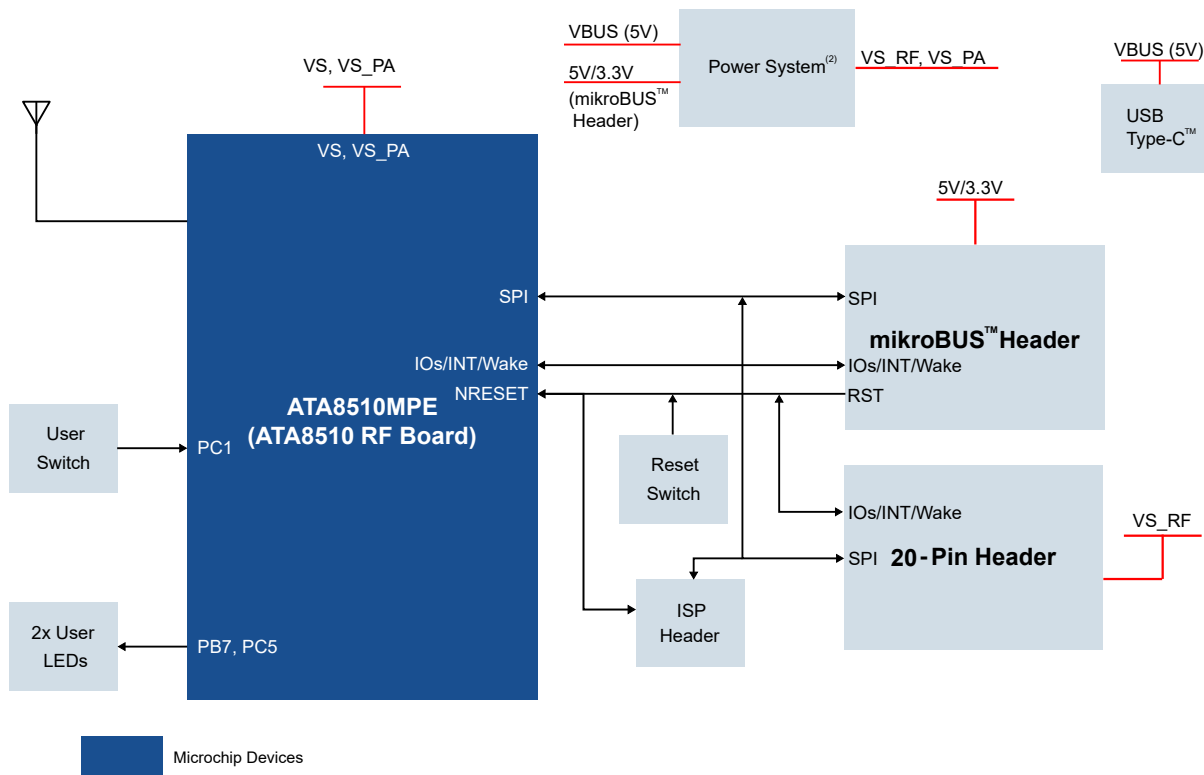 VBUS (5V)
5V/3.3V
(mikroBUS™
Header)
Power System(2)
VS_RF, VS_PA
VBUS (5V)
USB
Type-C™
VS, VS_PA
VS, VS_PA
5V/3.3V
SPI
IOs/INT/Wake
NRESET
ATA8510MPE
(ATA8510 RF Board)
PC1
PB7, PC5
User
Switch
2x User
LEDs
SPI
mikroBUS™ Header
IOs/INT/Wake
RST
Reset
Switch
ISP
Header
IOs/INT/Wake
SPI
20-Pin Header
VS_RF
Microchip Devices